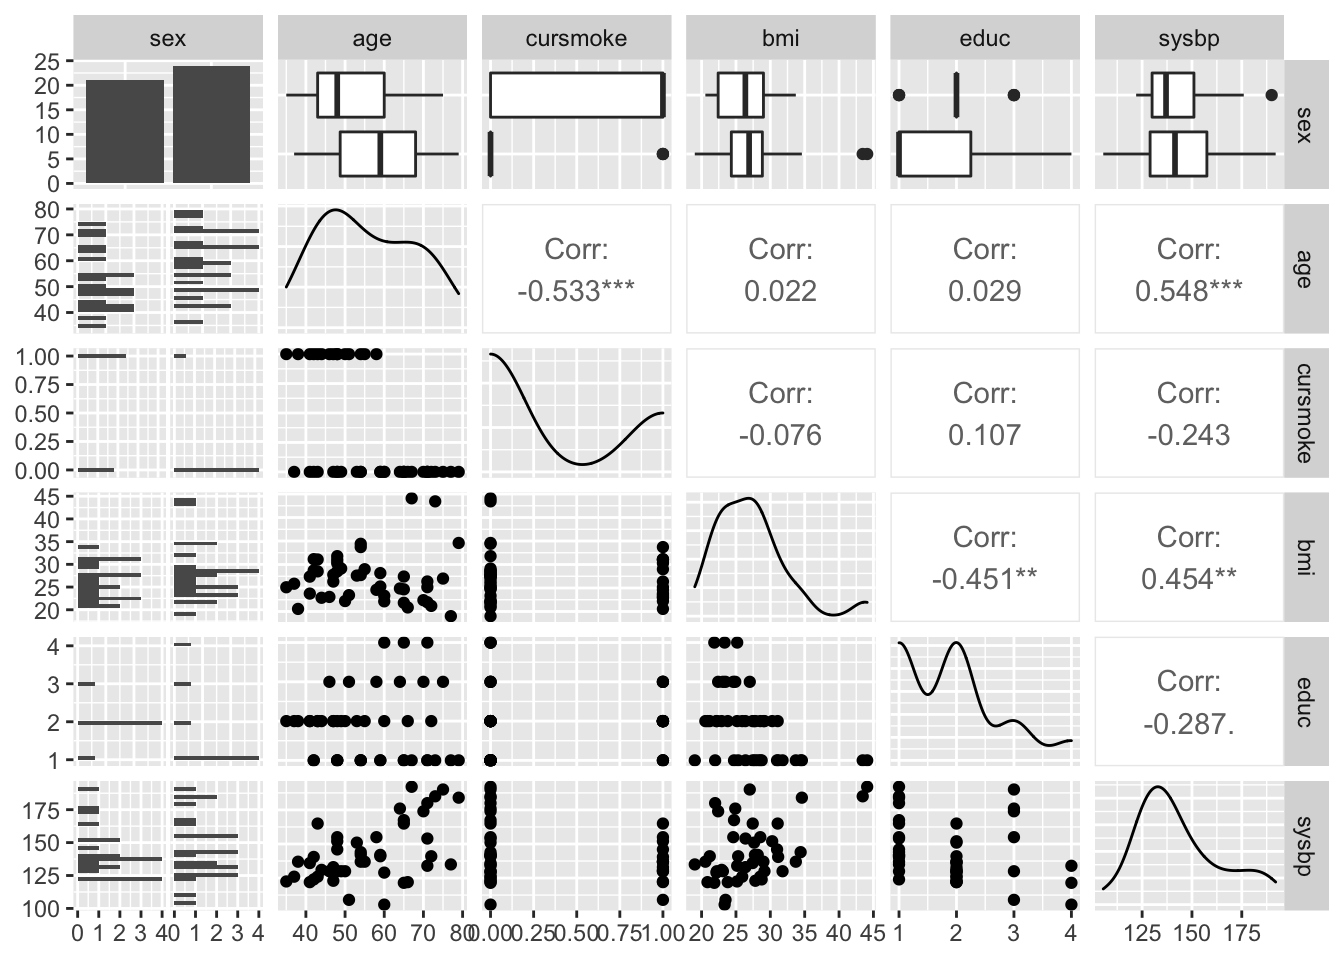 sex age cursmoke bmi educ sysbp
25
20
15
10
5
0
sex
80
70
60
50
40
Corr: Corr: Corr: Corr:
-0.533*** 0.022 0.029 0.548***
age
1.00
0.75
0.50
0.25
0.00
Corr: Corr: Corr:
-0.076 0.107 -0.243
cursmoke
45
40
35
30
25
20
Corr: Corr:
-0.451** 0.454**
bmi
4
3
2
1
Corr:
-0.287.
educ
175
150
125
100
sysbp
0 1 2 3 40 1 2 3 4 40 50 60 70 80 0.00 0.25 0.50 0.75 1.00 20 25 30 35 40 45 1 2 3 4 125 150 175